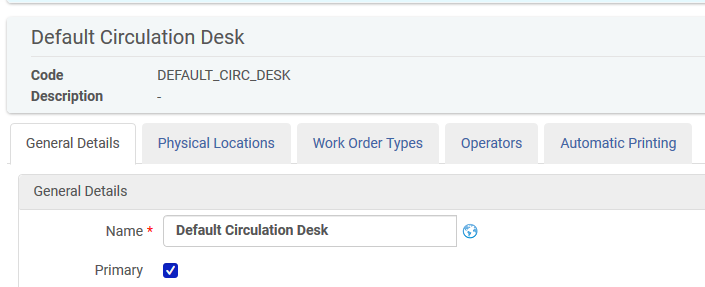 Default Circulation Desk
Code DEFAULT_CIRC_DESK
Description -
General Details Physical Locations Work Order Types Operators Automatic Printing
General Details
Name * Default Circulation Desk
Primary